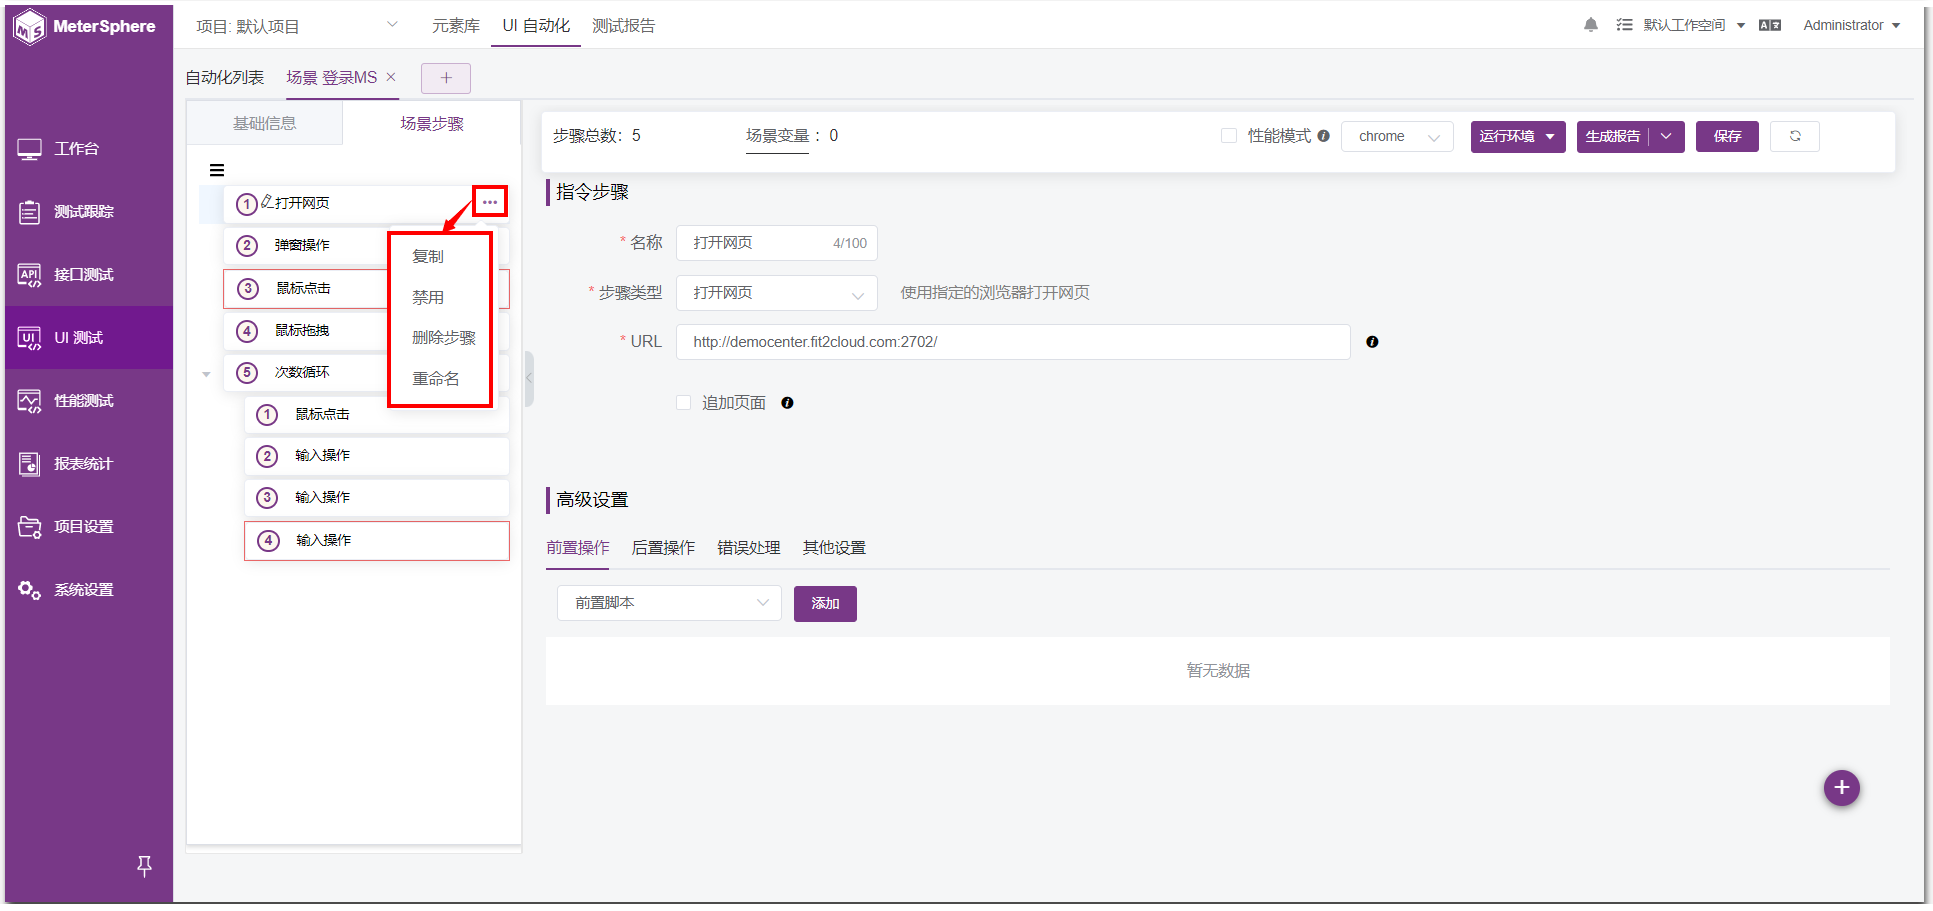 MeterSphere
项目: 默认项目
元素库
UI 自动化
测试报告
默认工作空间
Administrator
自动化列表
场景 登录MS
工作台
测试跟踪
接口测试
UI 测试
性能测试
报表统计
项目设置
系统设置
基础信息
场景步骤
1 打开网页
2 弹窗操作
3 鼠标点击
4 鼠标拖拽
5 次数循环
1 鼠标点击
2 输入操作
3 输入操作
4 输入操作
复制
禁用
删除步骤
重命名
步骤总数: 5
场景变量 : 0
性能模式
chrome
运行环境
生成报告
保存
指令步骤
* 名称 打开网页 4/100
* 步骤类型 打开网页 使用指定的浏览器打开网页
* URL http://democenter.fit2cloud.com:2702/
追加页面
高级设置
前置操作 后置操作 错误处理 其他设置
前置脚本 添加
暂无数据